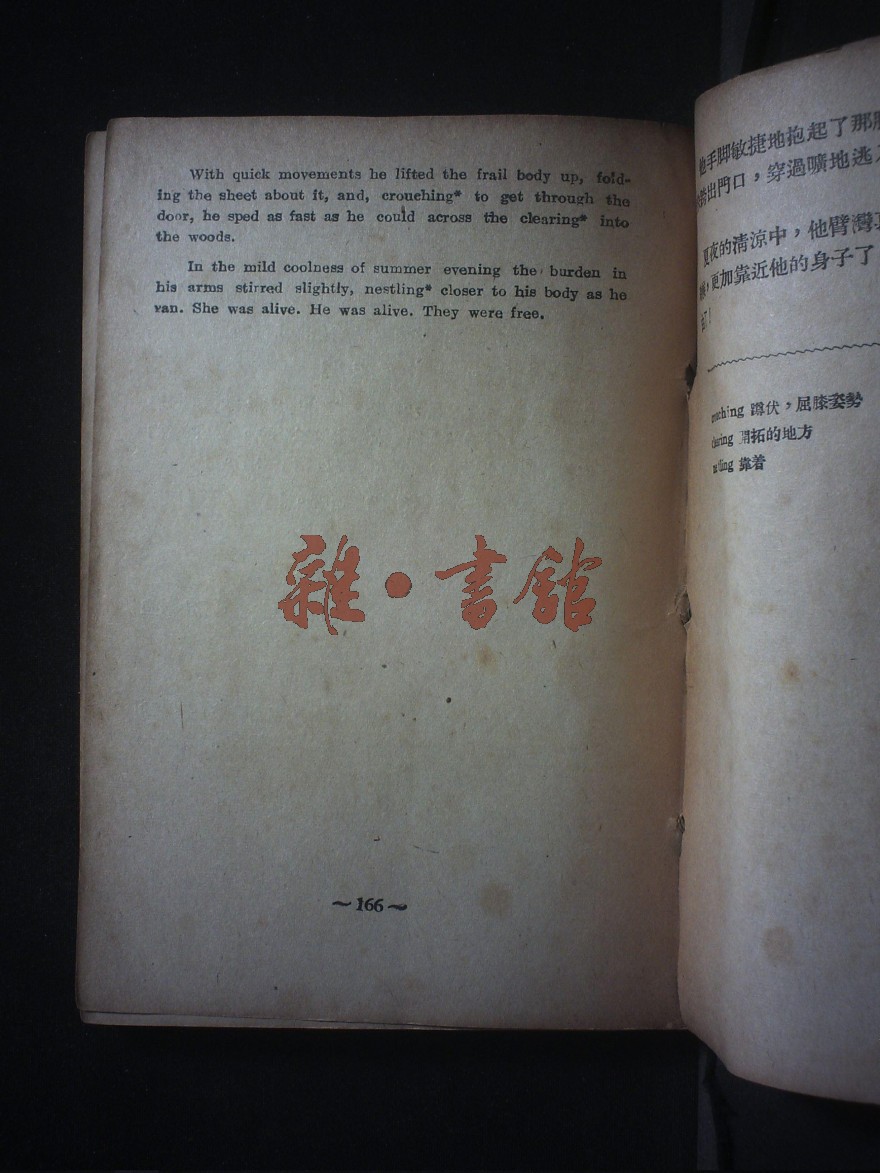 With quick movements he lifted the frail body up, fold-
ing the sheet about it, and, crouching* to get through the
door, he sped as fast as he could across the clearing* into
the woods.
In the mild coolness of summer evening the burden in
his arms stirred slightly, nestling* closer to his body as he
ran. She was alive. He was alive. They were free.
雜·書館
~166~
他手脚敏捷地抱起了那
出門口，穿過曠地逃
夏夜的清涼中，他臂灣
更加靠近他的身子了
蹲伏，屈膝姿勢
開拓的地方
靠着